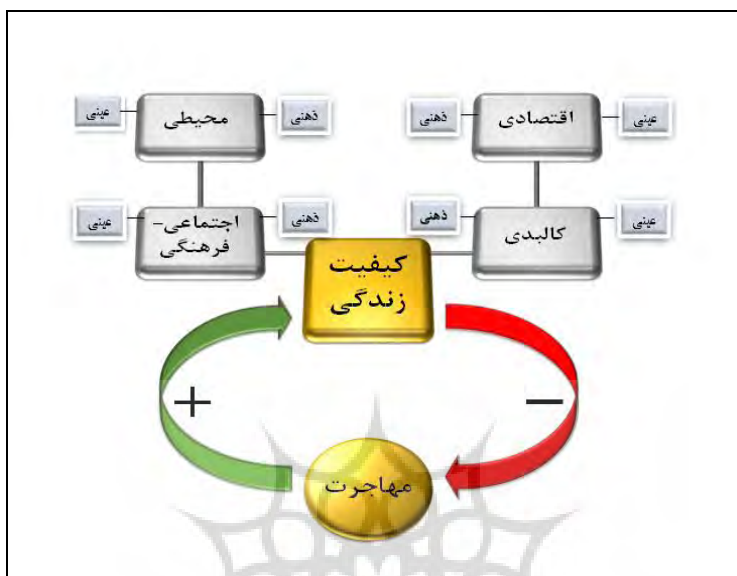 عینی
اقتصادی
ذهنی
ذهنی
محیطی
عینی
عینی
کالبدی
ذهنی
ذهنی
اجتماعی-
فرهنگی
عینی
کیفیت
زندگی
+
−
مهاجرت